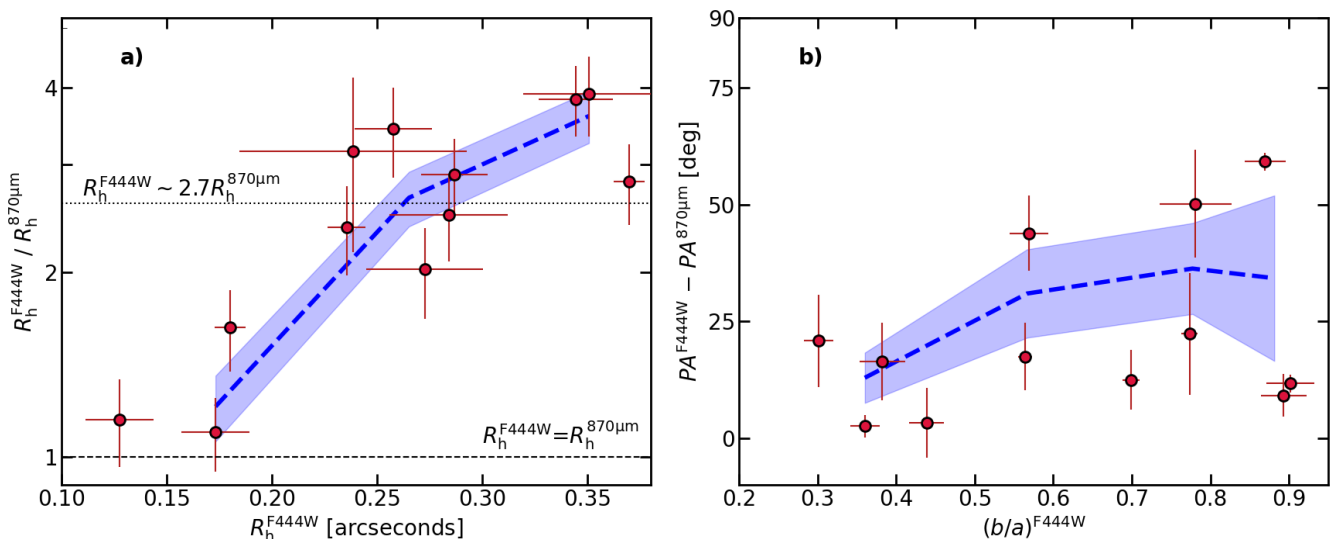 a)
4
2
1
R_h^F444W / R_h^870μm
R_h^F444W ~ 2.7R_h^870μm
R_h^F444W=R_h^870μm
0.10 0.15 0.20 0.25 0.30 0.35
R_h^F444W [arcseconds]
b)
90
75
50
25
0
PA^F444W − PA^870μm [deg]
0.2 0.3 0.4 0.5 0.6 0.7 0.8 0.9
(b/a)^F444W